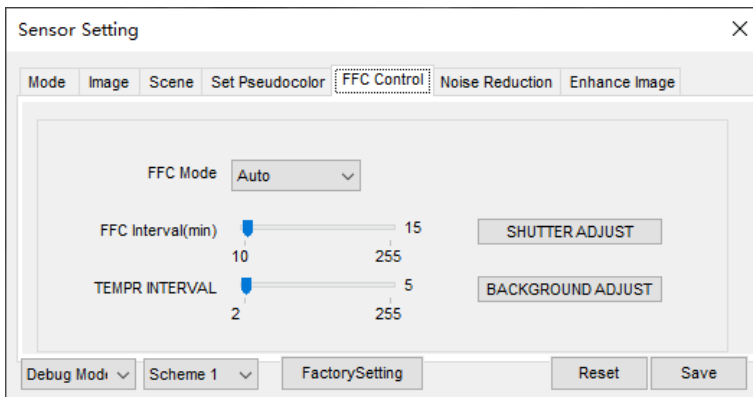 Sensor Setting
Mode Image Scene Set Pseudocolor FFC Control Noise Reduction Enhance Image
FFC Mode Auto
FFC Interval(min) 15 SHUTTER ADJUST
10 255
TEMPR INTERVAL 5 BACKGROUND ADJUST
2 255
Debug Mod Scheme 1 FactorySetting Reset Save